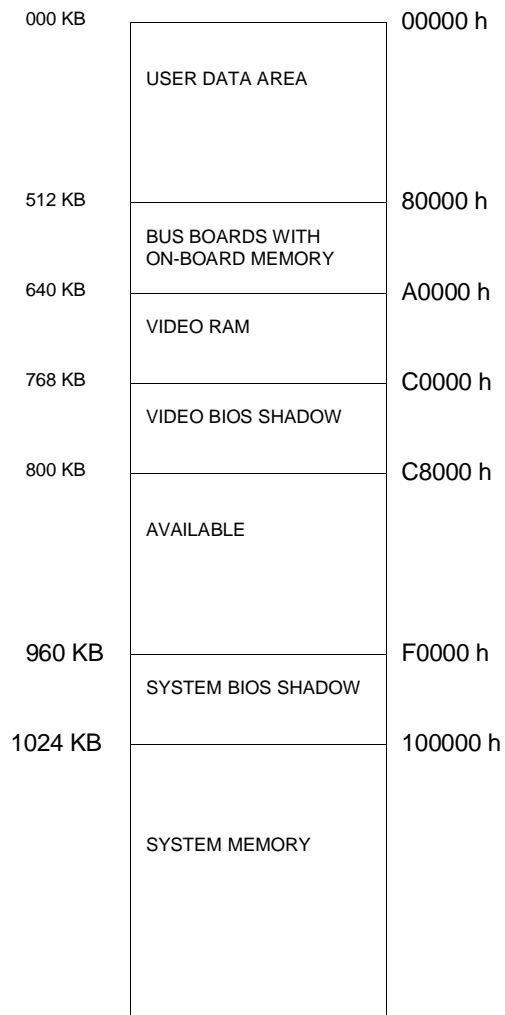 000 KB
00000 h
USER DATA AREA
512 KB
80000 h
BUS BOARDS WITH
ON-BOARD MEMORY
640 KB
A0000 h
VIDEO RAM
768 KB
C0000 h
VIDEO BIOS SHADOW
800 KB
C8000 h
AVAILABLE
960 KB
F0000 h
SYSTEM BIOS SHADOW
1024 KB
100000 h
SYSTEM MEMORY